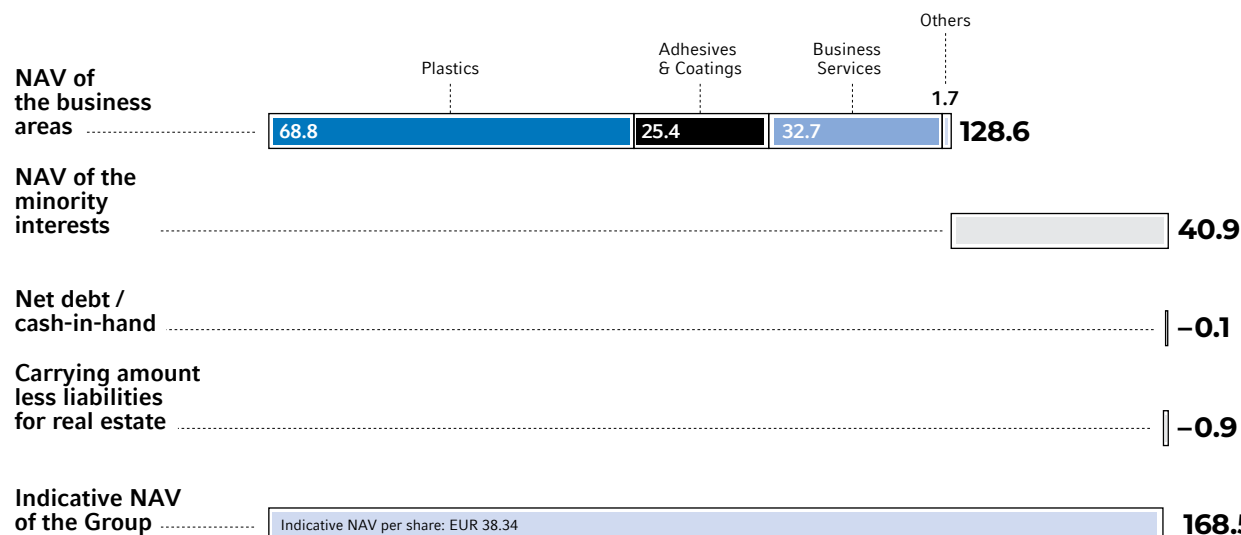 Others
Adhesives
Business
Plastics
& Coatings
Services
NAV of
the business
areas
1.7
68.8
25.4
32.7
128.6
NAV of the
minority
interests
40.9
Net debt /
cash-in-hand
–0.1
Carrying amount
less liabilities
for real estate
–0.9
Indicative NAV
of the Group
Indicative NAV per share: EUR 38.34
168.5